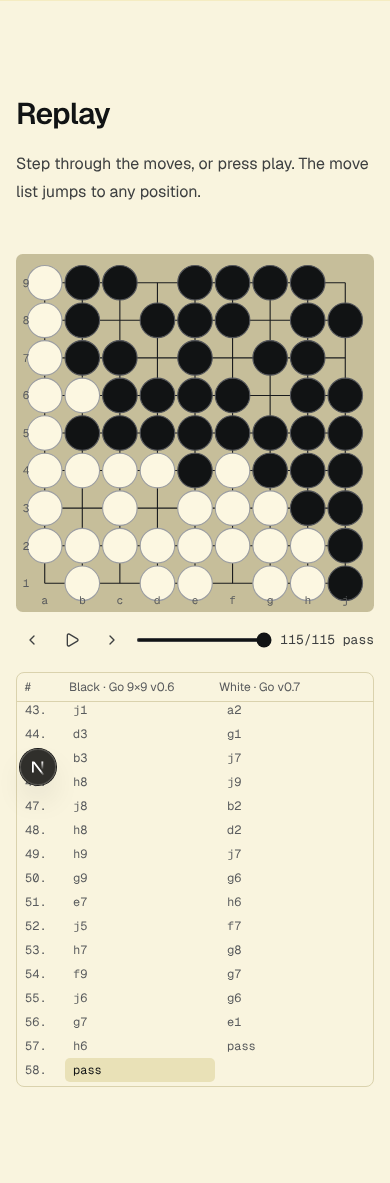 Replay
Step through the moves, or press play. The move
list jumps to any position.
9
8
7
6
5
4
3
2
1
a b c d e f g h j
115/115 pass
# Black · Go 9×9 v0.6 White · Go v0.7
43. j1 a2
44. d3 g1
b3 j7
h8 j9
47. j8 b2
48. h8 d2
49. h9 j7
50. g9 g6
51. e7 h6
52. j5 f7
53. h7 g8
54. f9 g7
55. j6 g6
56. g7 e1
57. h6 pass
58. pass
N